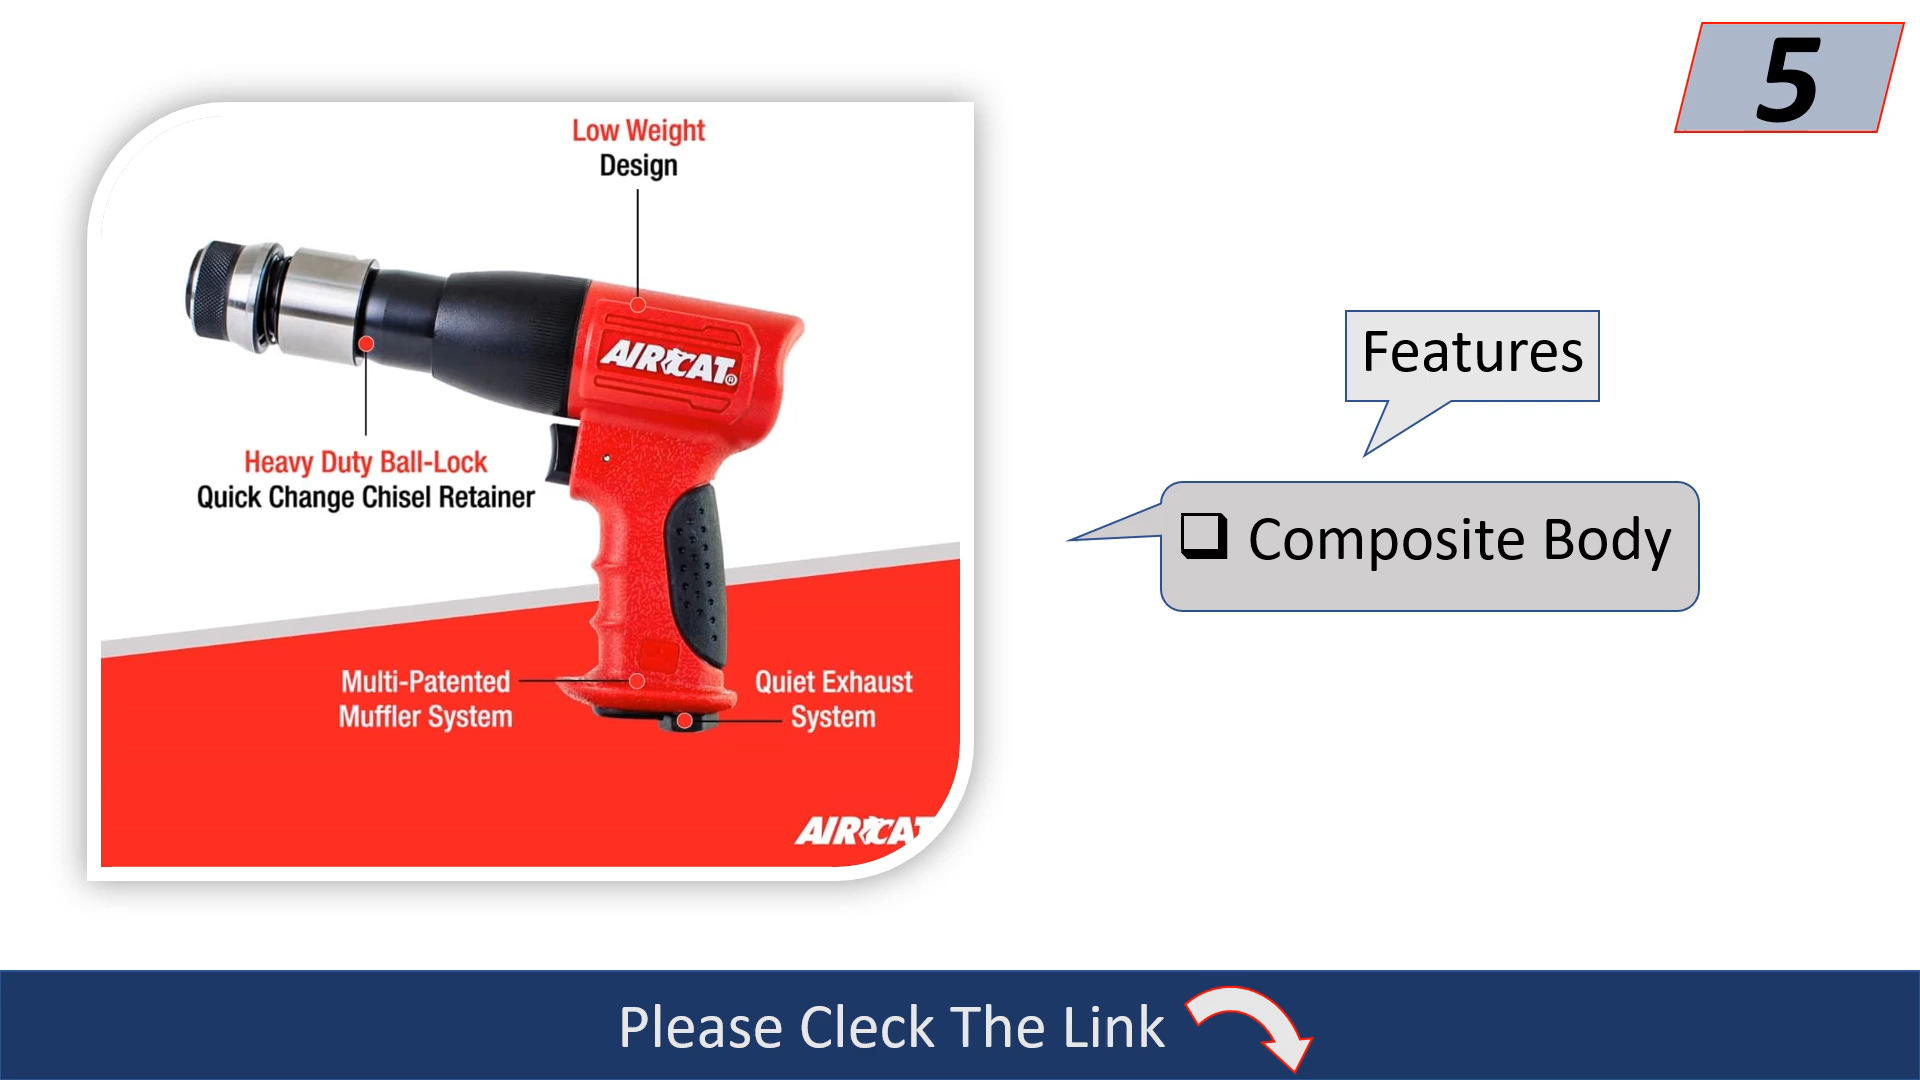 5
Low Weight
Design
AIRCAT®
Heavy Duty Ball-Lock
Quick Change Chisel Retainer
Features
Composite Body
Multi-Patented
Muffler System
Quiet Exhaust
System
AIRCAT
Please Cleck The Link